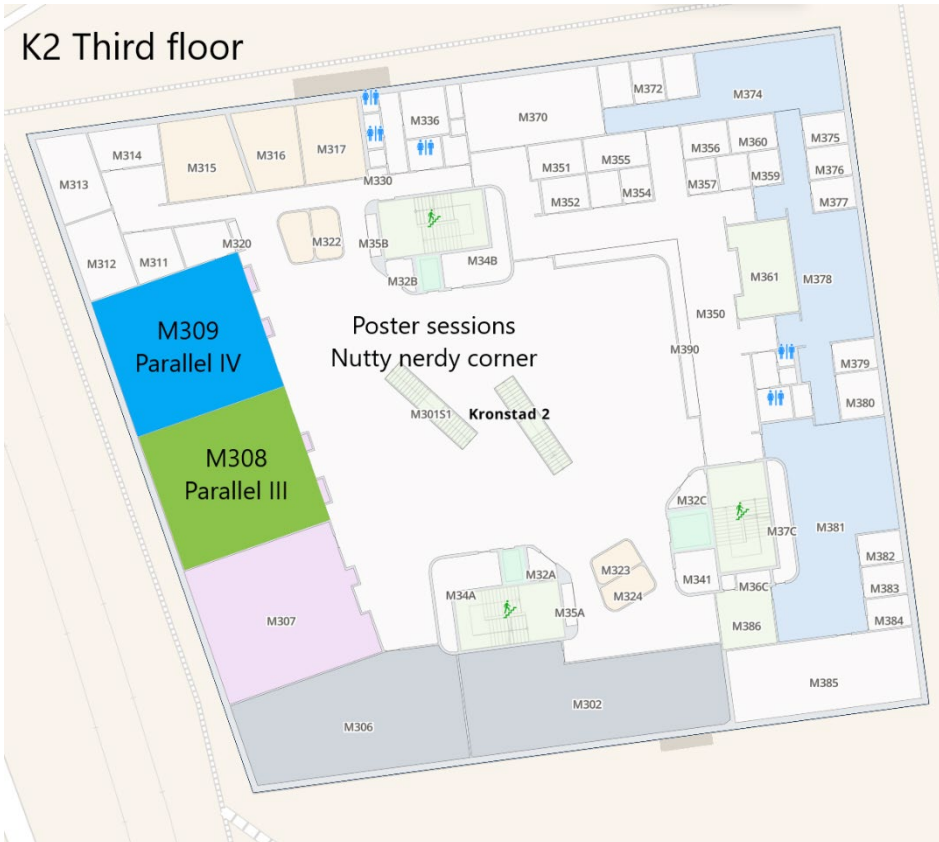 K2 Third floor
M372
M374
M336
M370
M314
M315
M316
M317
M356
M360
M375
M313
M330
M351
M355
M359
M376
M357
M352
M354
M377
M312
M311
M320
M322
M35B
M34B
M32B
M361
M378
M309
Parallel IV
Poster sessions
Nutty nerdy corner
M350
M390
M379
M380
M301S1
Kronstad 2
M308
Parallel III
M32C
M37C
M381
M382
M323
M324
M32A
M34A
M35A
M341
M36C
M383
M384
M386
M307
M385
M302
M306